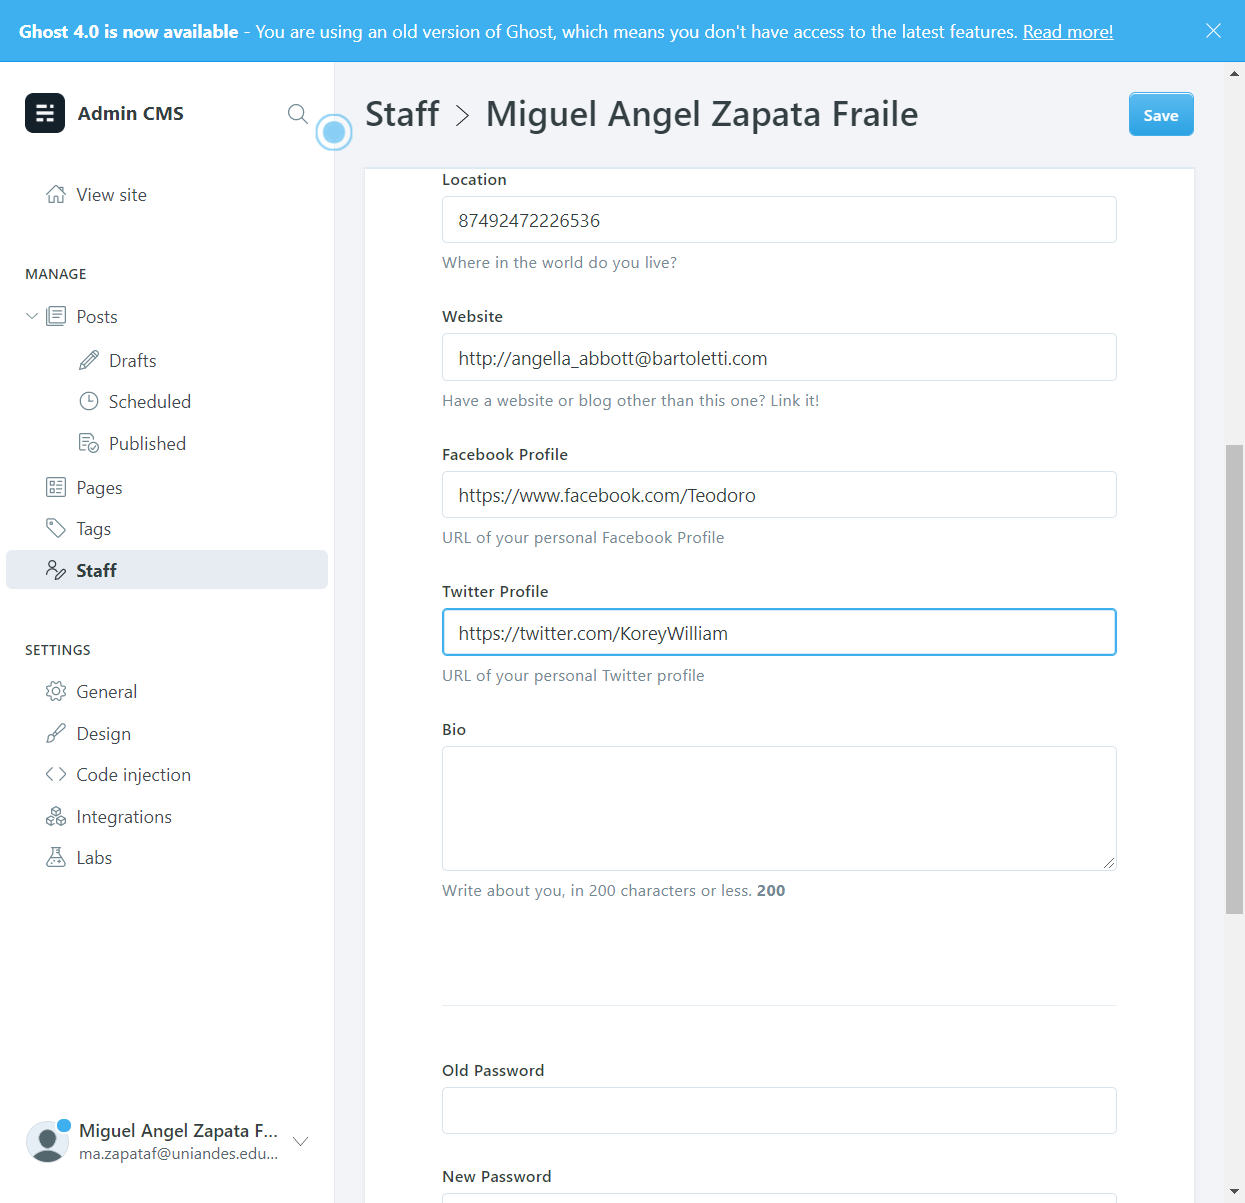 Ghost 4.0 is now available - You are using an old version of Ghost, which means you don't have access to the latest features. Read more!
Admin CMS
View site
MANAGE
Posts
Drafts
Scheduled
Published
Pages
Tags
Staff
SETTINGS
General
Design
Code injection
Integrations
Labs
Miguel Angel Zapata F...
ma.zapataf@uniandes.edu...
Staff > Miguel Angel Zapata Fraile
Save
Location
87492472226536
Where in the world do you live?
Website
http://angella_abbott@bartoletti.com
Have a website or blog other than this one? Link it!
Facebook Profile
https://www.facebook.com/Teodoro
URL of your personal Facebook Profile
Twitter Profile
https://twitter.com/KoreyWilliam
URL of your personal Twitter profile
Bio
Write about you, in 200 characters or less. 200
Old Password
New Password